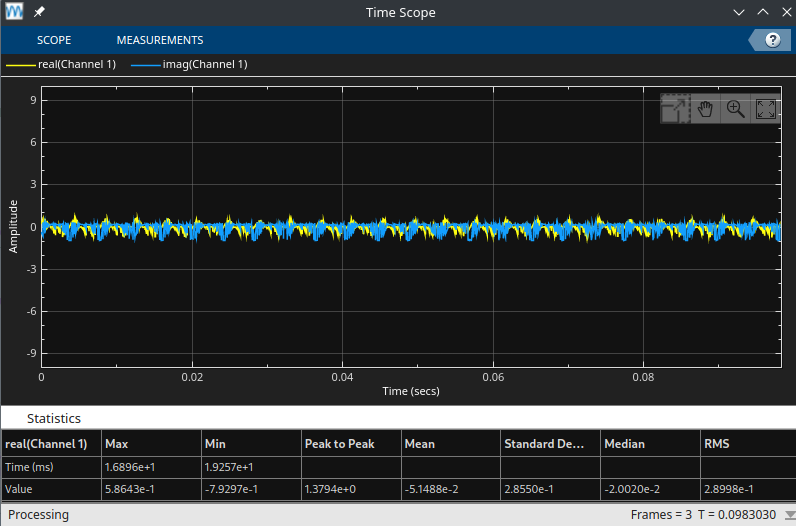 Time Scope
SCOPE MEASUREMENTS ?
real(Channel 1) imag(Channel 1)
9
6
3
0
-3
-6
-9
Amplitude
0 0.02 0.04 0.06 0.08
Time (secs)
Statistics
real(Channel 1) Max Min Peak to Peak Mean Standard De... Median RMS
Time (ms) 1.6896e+1 1.9257e+1
Value 5.8643e-1 -7.9297e-1 1.3794e+0 -5.1488e-2 2.8550e-1 -2.0020e-2 2.8998e-1
Processing Frames = 3 T = 0.0983030